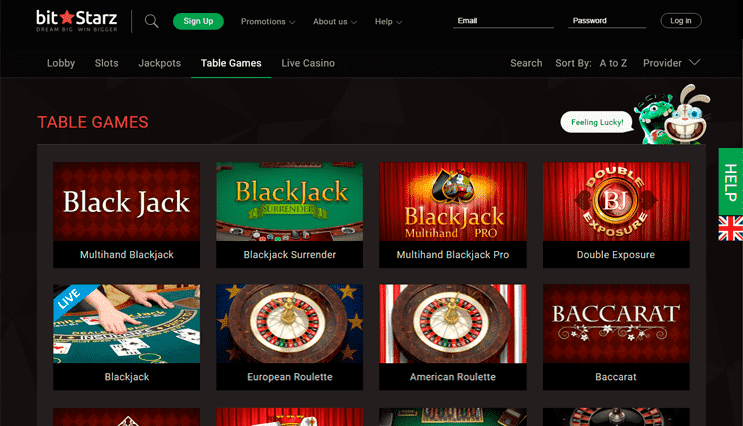 bit Starz
DREAM BIG WIN BIGGER
Sign Up
Promotions
About us
Help
Email
Password
Log in
Lobby
Slots
Jackpots
Table Games
Live Casino
Search
Sort By:
A to Z
Provider
TABLE GAMES
Feeling Lucky!
HELP
Black Jack
Multihand Blackjack
BLACKJACK
SURRENDER
Blackjack Surrender
BLACKJACK
Multihand PRO
Multihand Blackjack Pro
DOUBLE
BJ
EXPOSURE
Double Exposure
LIVE
Blackjack
European Roulette
American Roulette
BACCARAT
Baccarat